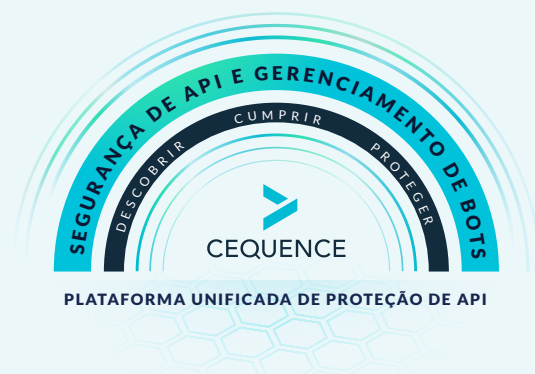 SEGURANÇA DE API E GERENCIAMENTO DE BOTS
DESCOBRIR
CUMPRIR
PROTEGER
CEQUENCE
PLATAFORMA UNIFICADA DE PROTEÇÃO DE API